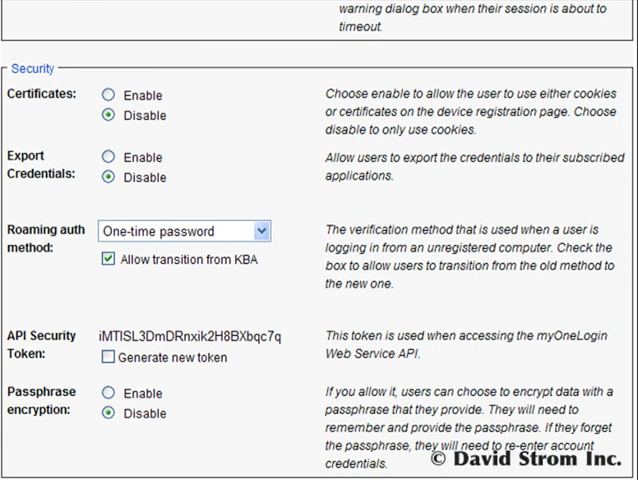 warning dialog box when their session is about to
timeout.
Security
Certificates:
Enable
Disable
Choose enable to allow the user to use either cookies
or certificates on the device registration page. Choose
disable to only use cookies.
Export
Credentials:
Enable
Disable
Allow users to export the credentials to their subscribed
applications.
Roaming auth
method:
One-time password
Allow transition from KBA
The verification method that is used when a user is
logging in from an unregistered computer. Check the
box to allow users to transition from the old method to
the new one.
API Security
Token:
iMTISL3DmDRnxik2H8BXbqc7q
Generate new token
This token is used when accessing the myOneLogin
Web Service API.
Passphrase
encryption:
Enable
Disable
If you allow it, users can choose to encrypt data with a
passphrase that they provide. They will need to
remember and provide the passphrase. If they forget
the passphrase, they will need to re-enter account
credentials.
© David Strom Inc.